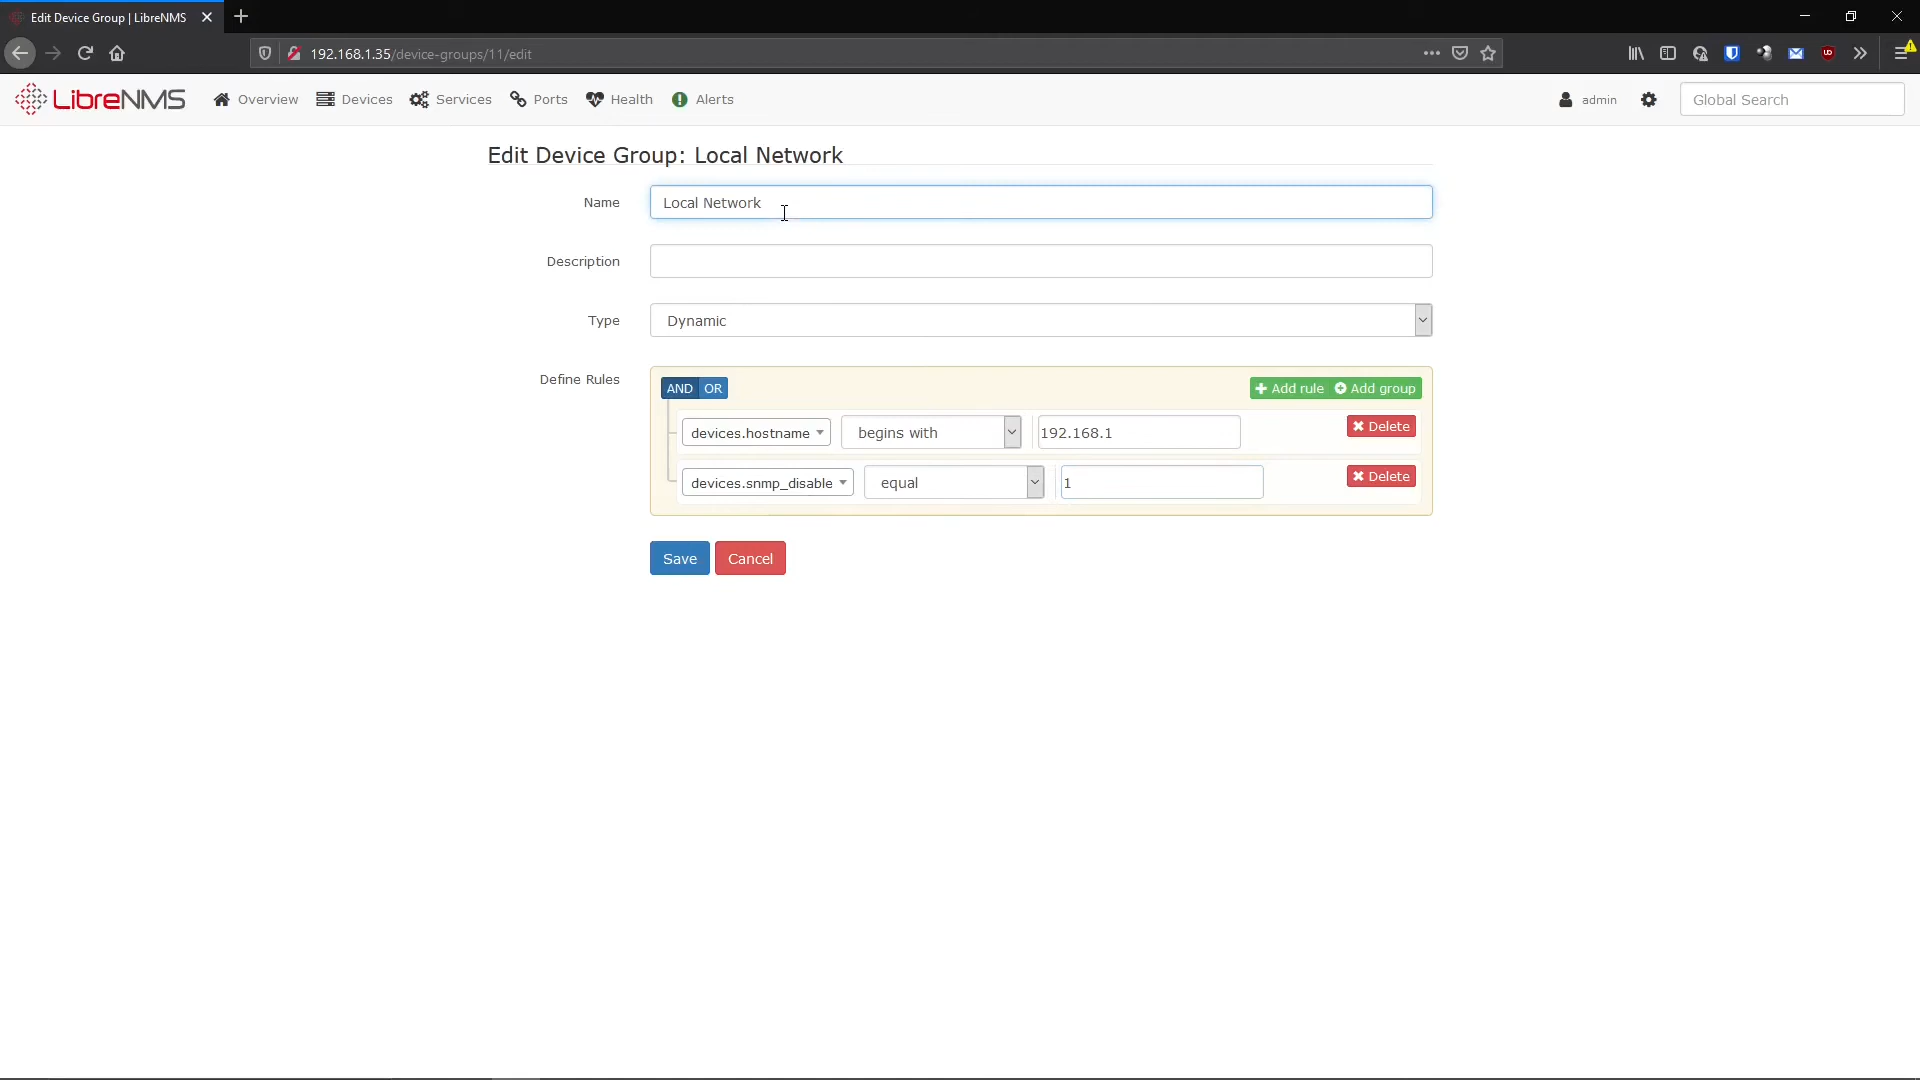 Edit Device Group | LibreNMS
192.168.1.35/device-groups/11/edit
LibreNMS Overview Devices Services Ports Health Alerts admin Global Search
Edit Device Group: Local Network
Name Local Network
Description
Type Dynamic
Define Rules AND OR Add rule Add group
devices.hostname begins with 192.168.1 Delete
devices.snmp_disable equal 1 Delete
Save Cancel